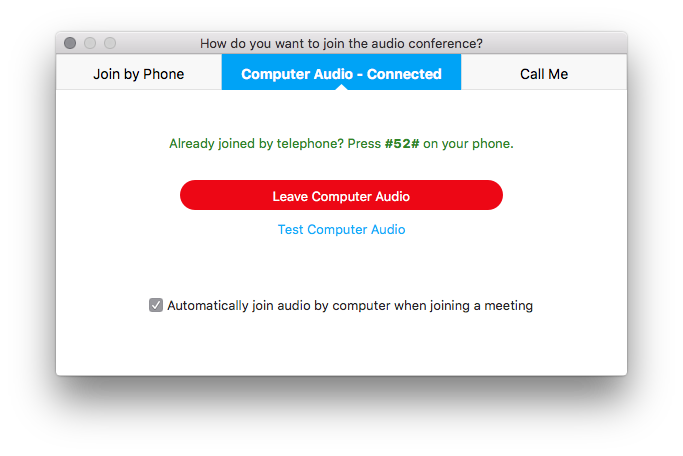 How do you want to join the audio conference?
Join by Phone
Computer Audio - Connected
Call Me
Already joined by telephone? Press #52# on your phone.
Leave Computer Audio
Test Computer Audio
Automatically join audio by computer when joining a meeting